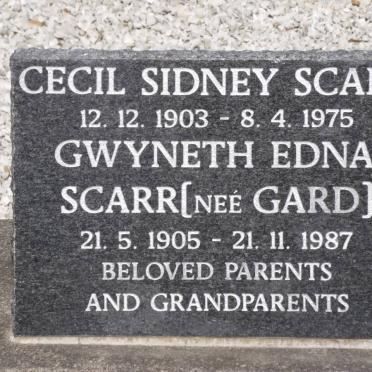 CECIL SIDNEY SCAR
12. 12. 1903 - 8. 4. 1975
GWYNETH EDNA
SCARR[NEÉ GARD]
21. 5. 1905 - 21. 11. 1987
BELOVED PARENTS
AND GRANDPARENTS